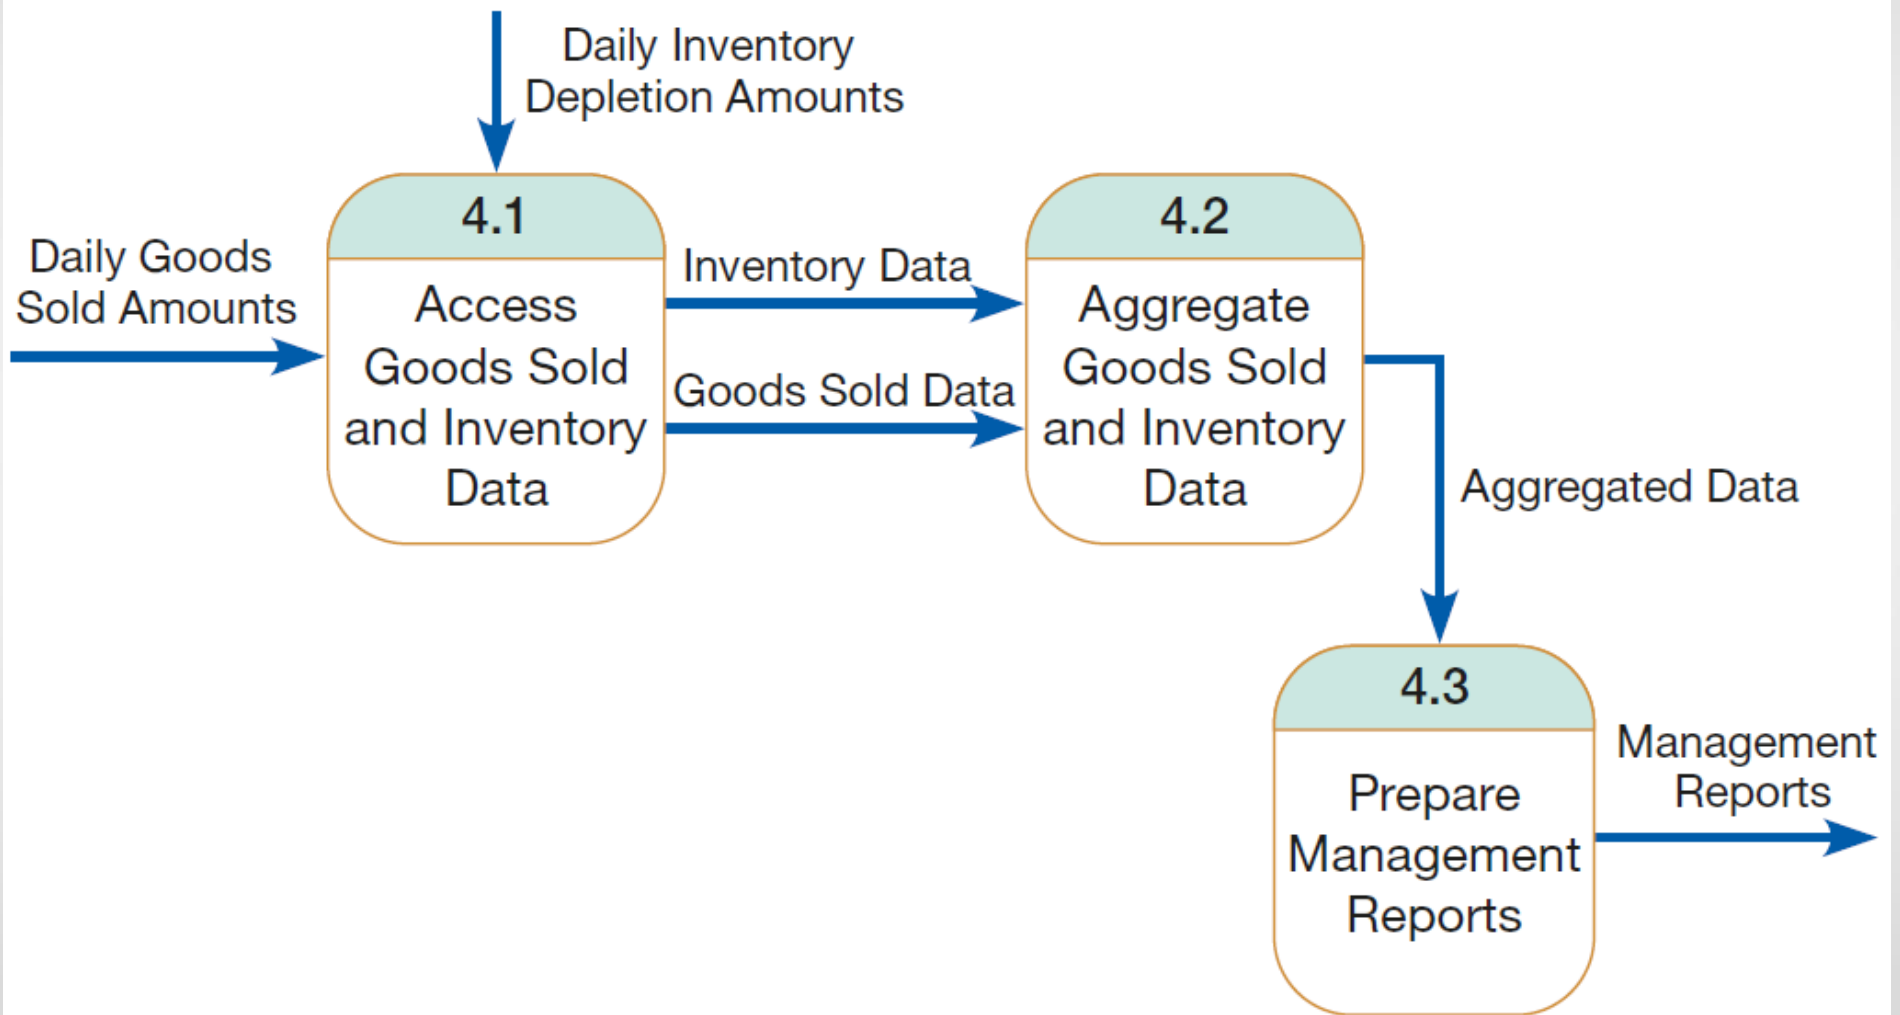 Daily Inventory
Depletion Amounts
Daily Goods
Sold Amounts
4.1
Access
Goods Sold
and Inventory
Data
Inventory Data
Goods Sold Data
4.2
Aggregate
Goods Sold
and Inventory
Data
Aggregated Data
4.3
Prepare
Management
Reports
Management
Reports